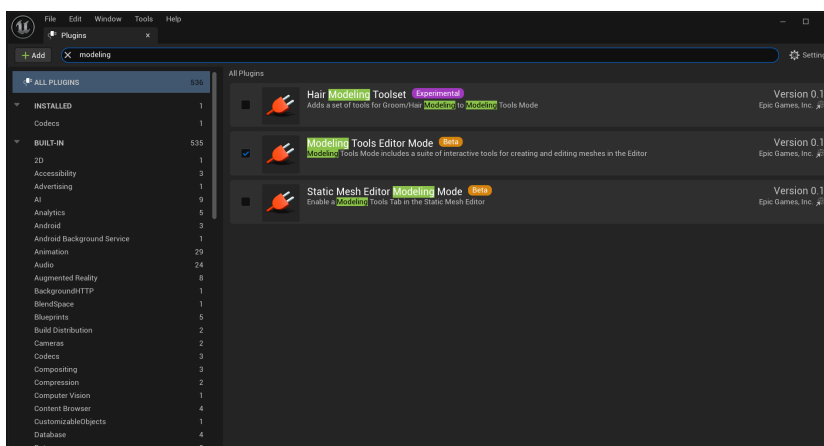 File Edit Window Tools Help
Plugins x
+ Add modeling Setting
ALL PLUGINS 536
INSTALLED 1
Codecs 1
BUILT-IN 535
2D 1
Accessibility 3
Advertising 1
AI 9
Analytics 5
Android 3
Android Background Service 1
Animation 29
Audio 24
Augmented Reality 8
BackgroundHTTP 1
BlendSpace 1
Blueprints 5
Build Distribution 2
Cameras 2
Codecs 3
Compositing 3
Compression 2
Computer Vision 1
Content Browser 4
CustomizableObjects 1
Database 4
All Plugins
Hair Modeling Toolset Experimental Version 0.1
Adds a set of tools for Groom/Hair Modeling to Modeling Tools Mode Epic Games, Inc.
Modeling Tools Editor Mode Beta Version 0.1
Modeling Tools Mode includes a suite of interactive tools for creating and editing meshes in the Editor Epic Games, Inc.
Static Mesh Editor Modeling Mode Beta Version 0.1
Enable a Modeling Tools Tab in the Static Mesh Editor Epic Games, Inc.